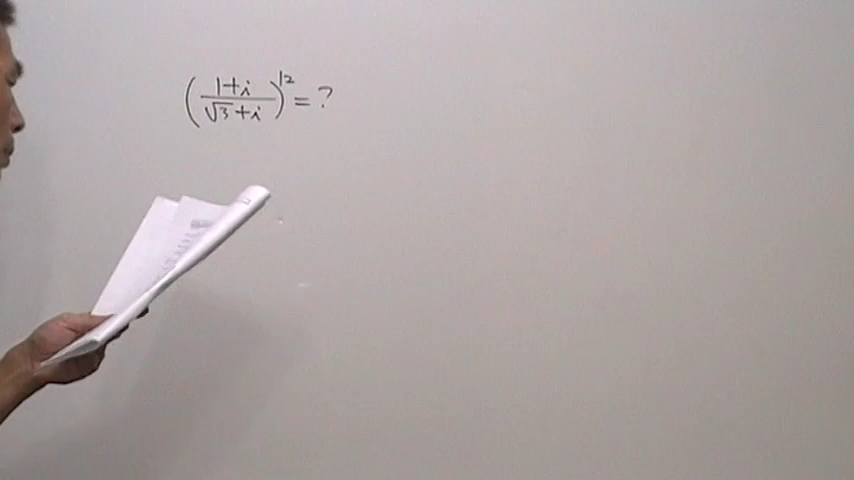 ((1+i)/(√3+i))^12 = ?